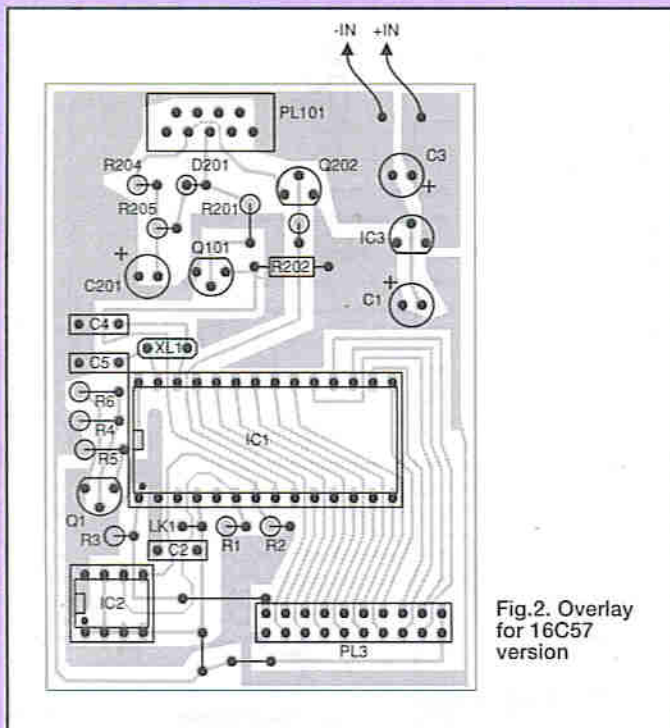 -IN +IN
PL101
R204 D201 Q202 C3
+
R205 R201 IC3
+ Q101 R202 +
C201 C1
C4
XL1
C5
R6
R4 IC1
R5
Q1 LK1 R1 R2
R3 C2
IC2
PL3
Fig.2. Overlay
for 16C57
version